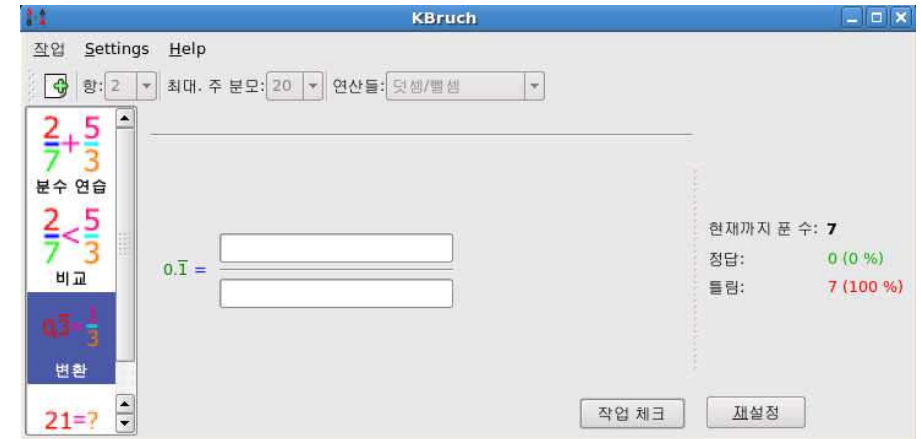 KBruch
작업 Settings Help
항: 2 최대. 주 분모: 20 연산들: 덧셈/뺄셈
2/7 + 5/3
분수 연습
2/7 < 5/3
비교
0.3̅ = 1/3
변환
21=?
0.1̅ =
현재까지 푼 수: 7
정답: 0 (0 %)
틀림: 7 (100 %)
작업 체크 재설정